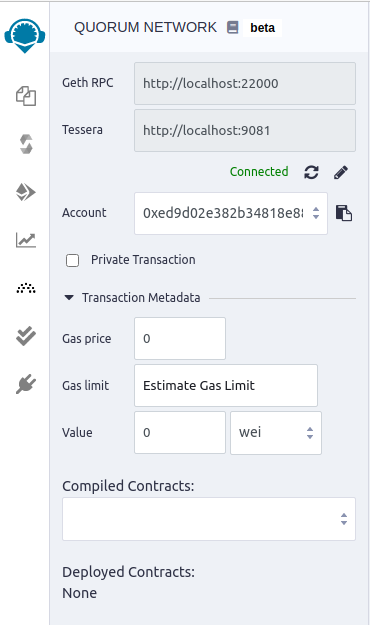 QUORUM NETWORK beta
Geth RPC http://localhost:22000
Tessera http://localhost:9081
Connected
Account 0xed9d02e382b34818e88
Private Transaction
Transaction Metadata
Gas price 0
Gas limit Estimate Gas Limit
Value 0 wei
Compiled Contracts:
Deployed Contracts:
None